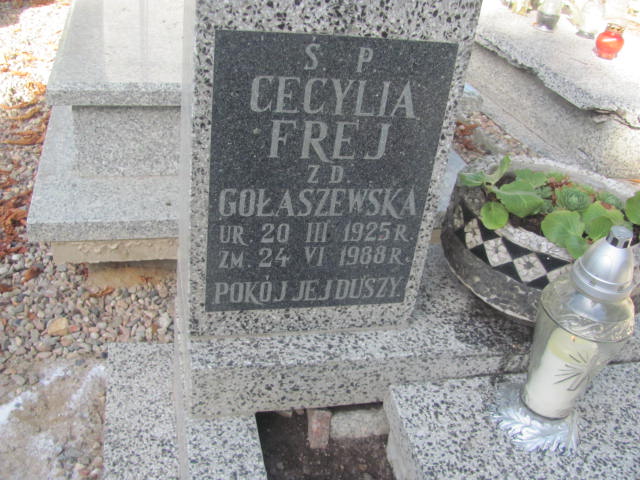 Ś P
CECYLIA
FREJ
Z D.
GOŁASZEWSKA
UR. 20 III 1925 R.
ZM. 24 VI 1988 R.
POKÓJ JEJ DUSZY